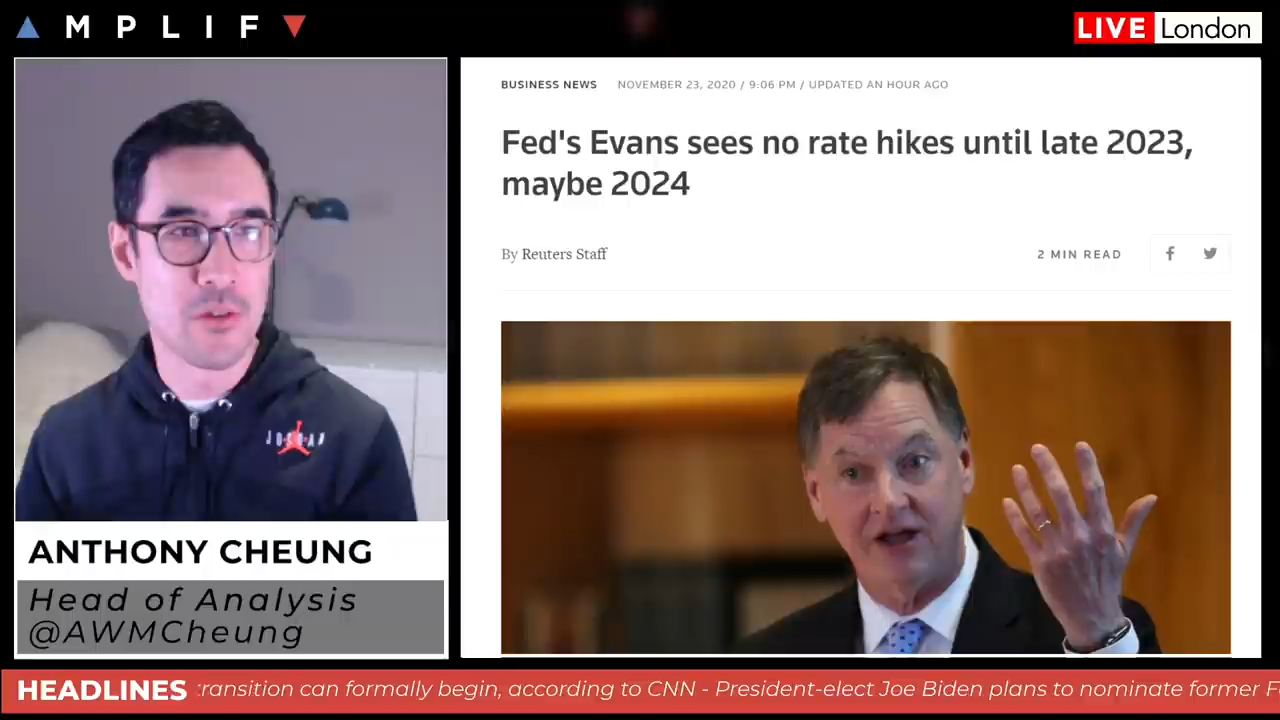 AMPLIFY
LIVE London
BUSINESS NEWS NOVEMBER 23, 2020 / 9:06 PM / UPDATED AN HOUR AGO
Fed's Evans sees no rate hikes until late 2023,
maybe 2024
By Reuters Staff
2 MIN READ
JORDAN
ANTHONY CHEUNG
Head of Analysis
@AWMCheung
HEADLINES ransition can formally begin, according to CNN - President-elect Joe Biden plans to nominate former F